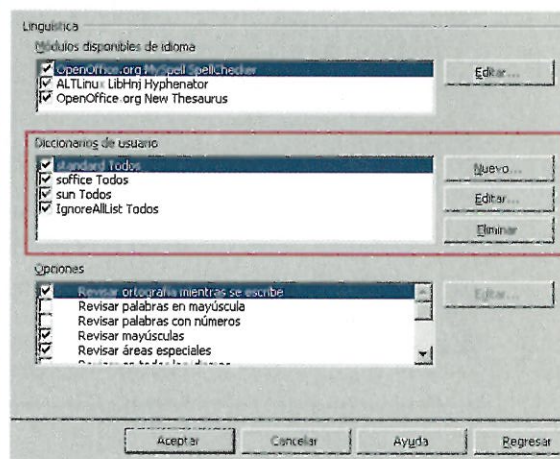 Lingüística
Módulos disponibles de idioma
OpenOffice.org MySpell SpellChecker
ALTLinux LibHnj Hyphenator
OpenOffice.org New Thesaurus
Editar...
Diccionarios de usuario
standard Todos
soffice Todos
sun Todos
IgnoreAllList Todos
Nuevo...
Editar...
Eliminar
Opciones
Revisar ortografía mientras se escribe
Revisar palabras en mayúscula
Revisar palabras con números
Revisar mayúsculas
Revisar áreas especiales
Editar...
Aceptar
Cancelar
Ayuda
Regresar